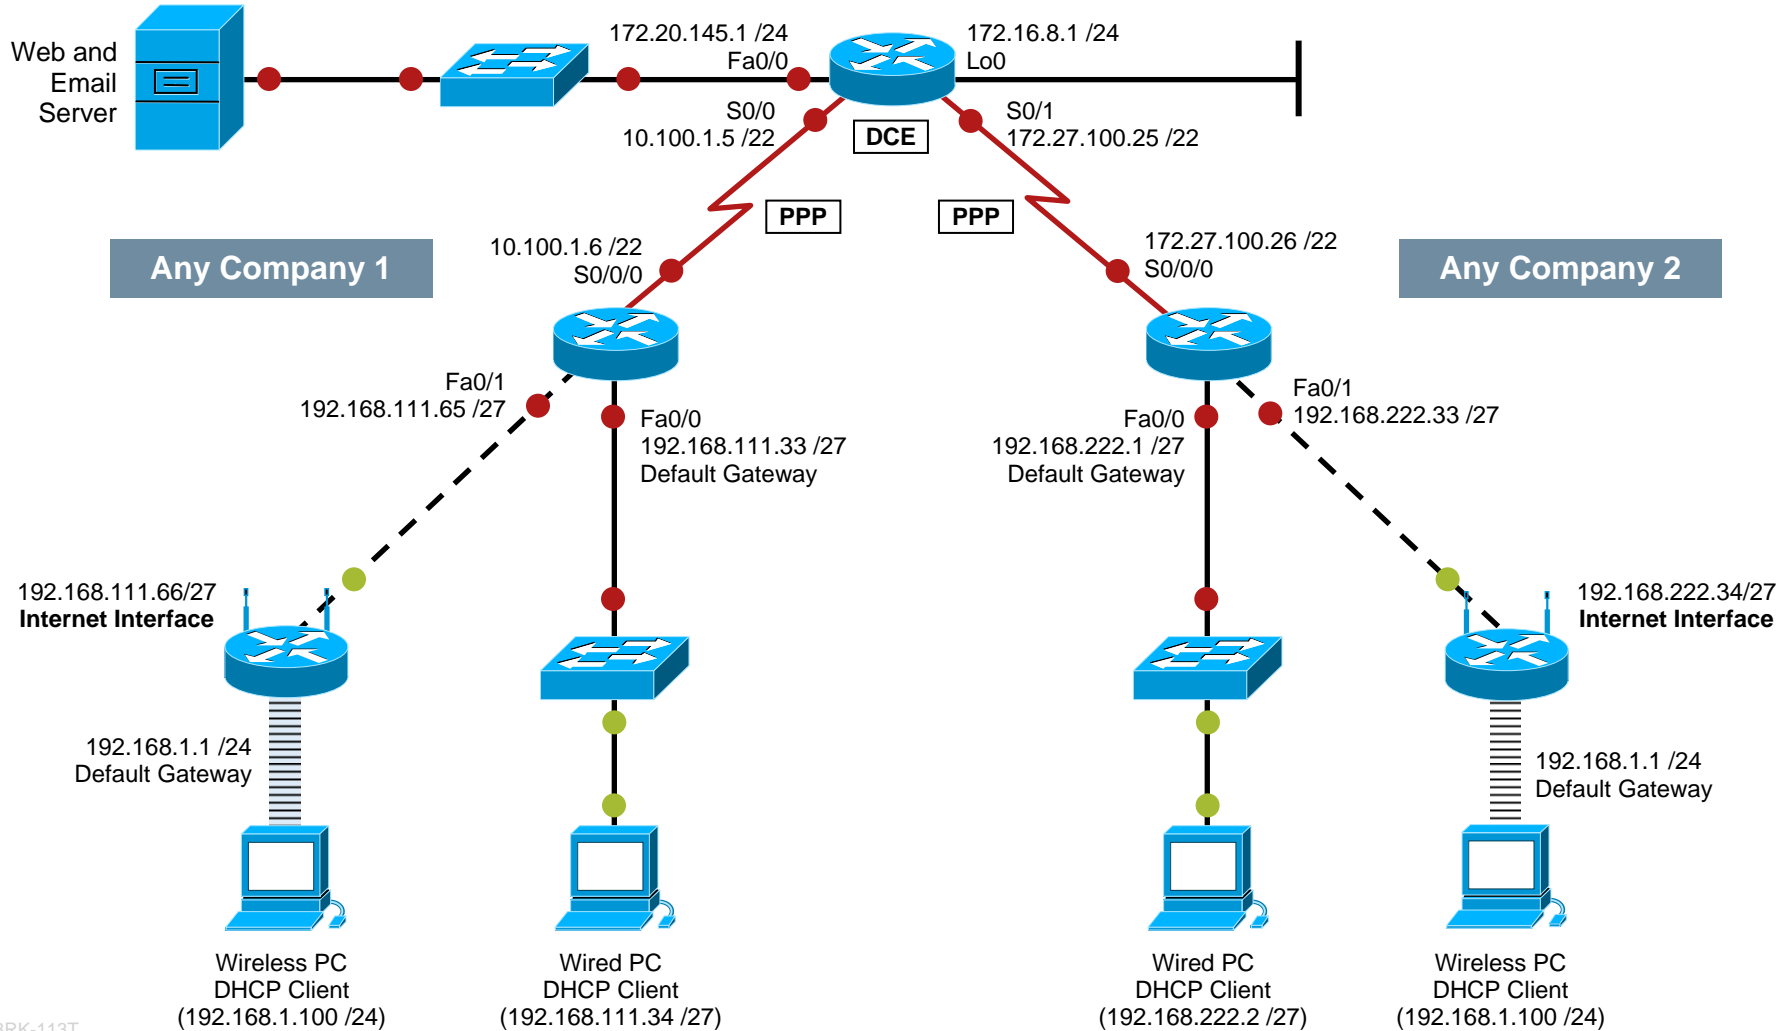 Web and
Email
Server
172.20.145.1 /24
Fa0/0
172.16.8.1 /24
Lo0
S0/0
10.100.1.5 /22
DCE
S0/1
172.27.100.25 /22
PPP
PPP
Any Company 1
10.100.1.6 /22
S0/0/0
172.27.100.26 /22
S0/0/0
Any Company 2
Fa0/1
192.168.111.65 /27
Fa0/0
192.168.111.33 /27
Default Gateway
Fa0/0
192.168.222.1 /27
Default Gateway
Fa0/1
192.168.222.33 /27
192.168.111.66/27
Internet Interface
192.168.222.34/27
Internet Interface
192.168.1.1 /24
Default Gateway
192.168.1.1 /24
Default Gateway
Wireless PC
DHCP Client
(192.168.1.100 /24)
Wired PC
DHCP Client
(192.168.111.34 /27)
Wired PC
DHCP Client
(192.168.222.2 /27)
Wireless PC
DHCP Client
(192.168.1.100 /24)